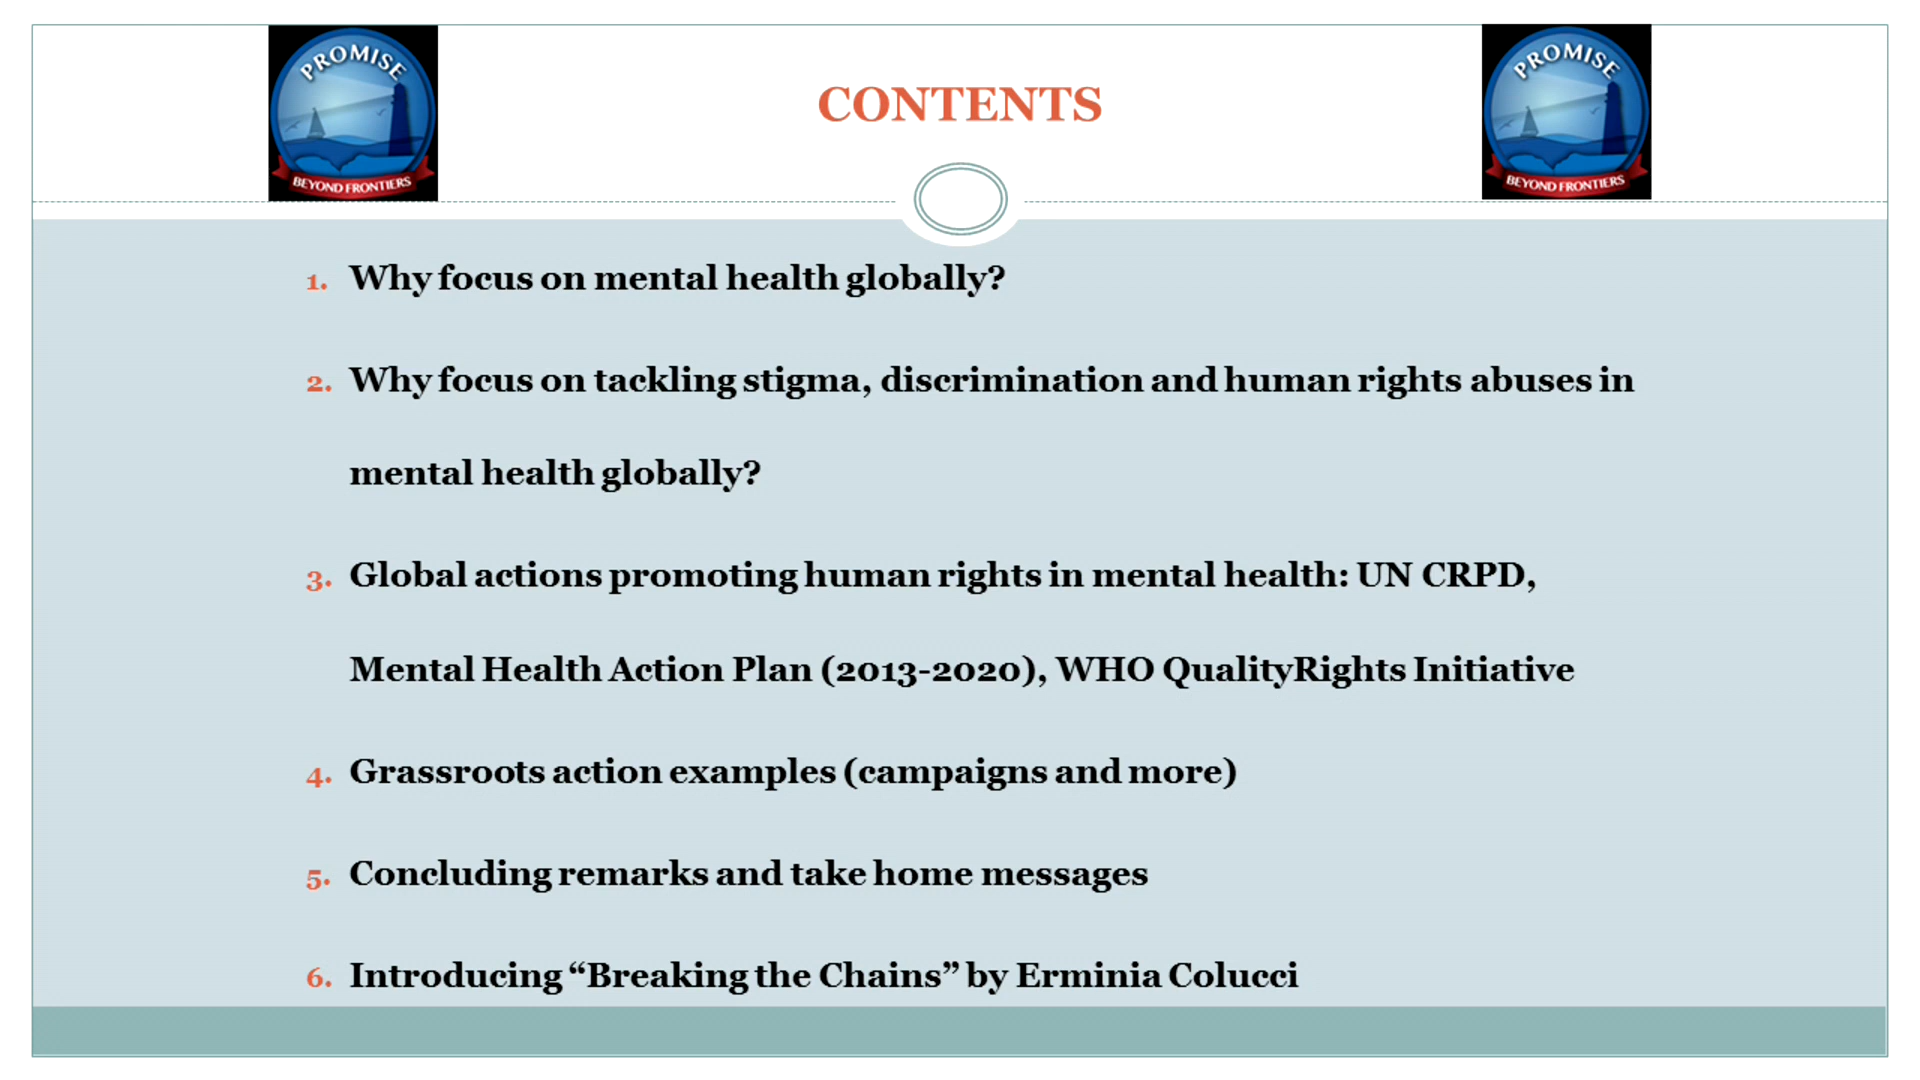 PROMISE
BEYOND FRONTIERS
CONTENTS
PROMISE
BEYOND FRONTIERS
1. Why focus on mental health globally?
2. Why focus on tackling stigma, discrimination and human rights abuses in
mental health globally?
3. Global actions promoting human rights in mental health: UN CRPD,
Mental Health Action Plan (2013-2020), WHO QualityRights Initiative
4. Grassroots action examples (campaigns and more)
5. Concluding remarks and take home messages
6. Introducing “Breaking the Chains” by Erminia Colucci